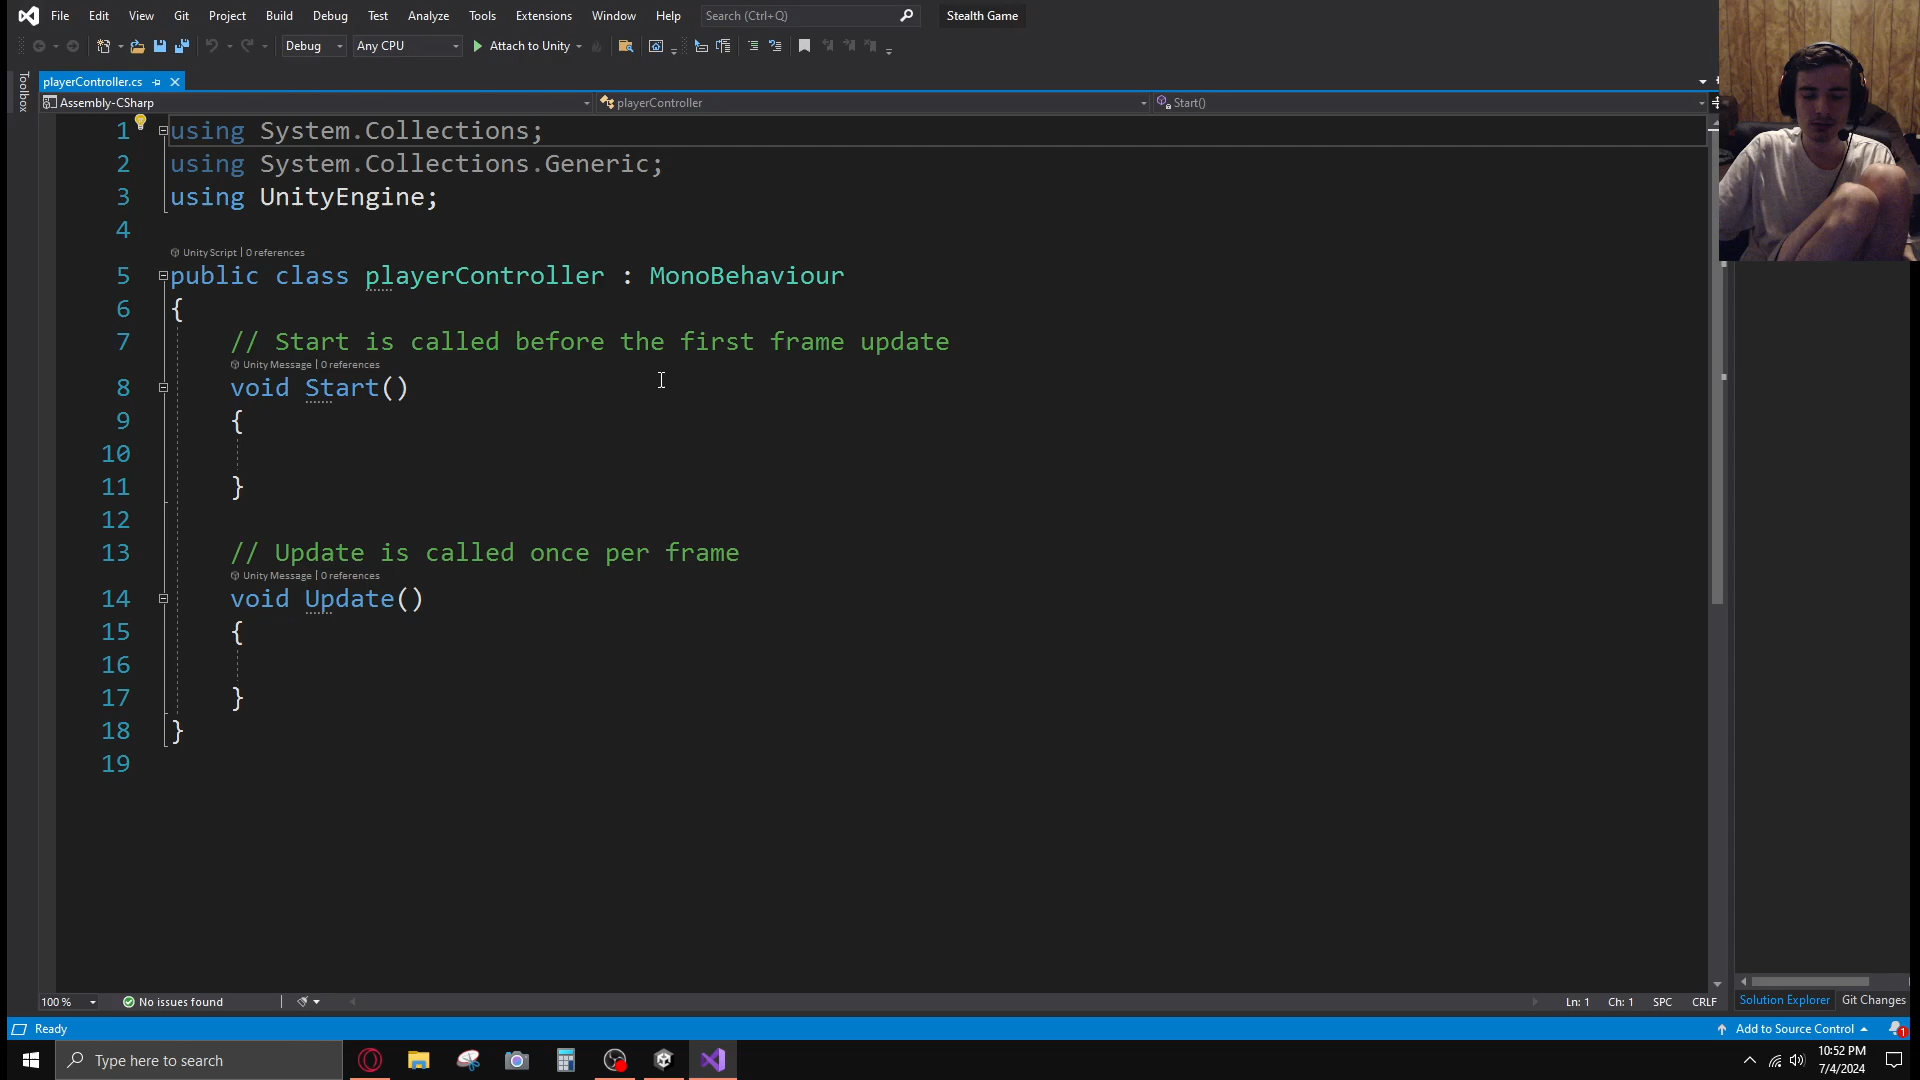 File Edit View Git Project Build Debug Test Analyze Tools Extensions Window Help Search (Ctrl+Q) Stealth Game
Debug Any CPU Attach to Unity
Toolbox
playerController.cs
Assembly-CSharp playerController Start()
1 using System.Collections;
2 using System.Collections.Generic;
3 using UnityEngine;
4
Unity Script | 0 references
5 public class playerController : MonoBehaviour
6 {
7 // Start is called before the first frame update
Unity Message | 0 references
8 void Start()
9 {
10
11 }
12
13 // Update is called once per frame
Unity Message | 0 references
14 void Update()
15 {
16
17 }
18 }
19
100 % No issues found Ln: 1 Ch: 1 SPC CRLF
Solution Explorer Git Changes
Ready Add to Source Control 1
Type here to search
10:52 PM
7/4/2024